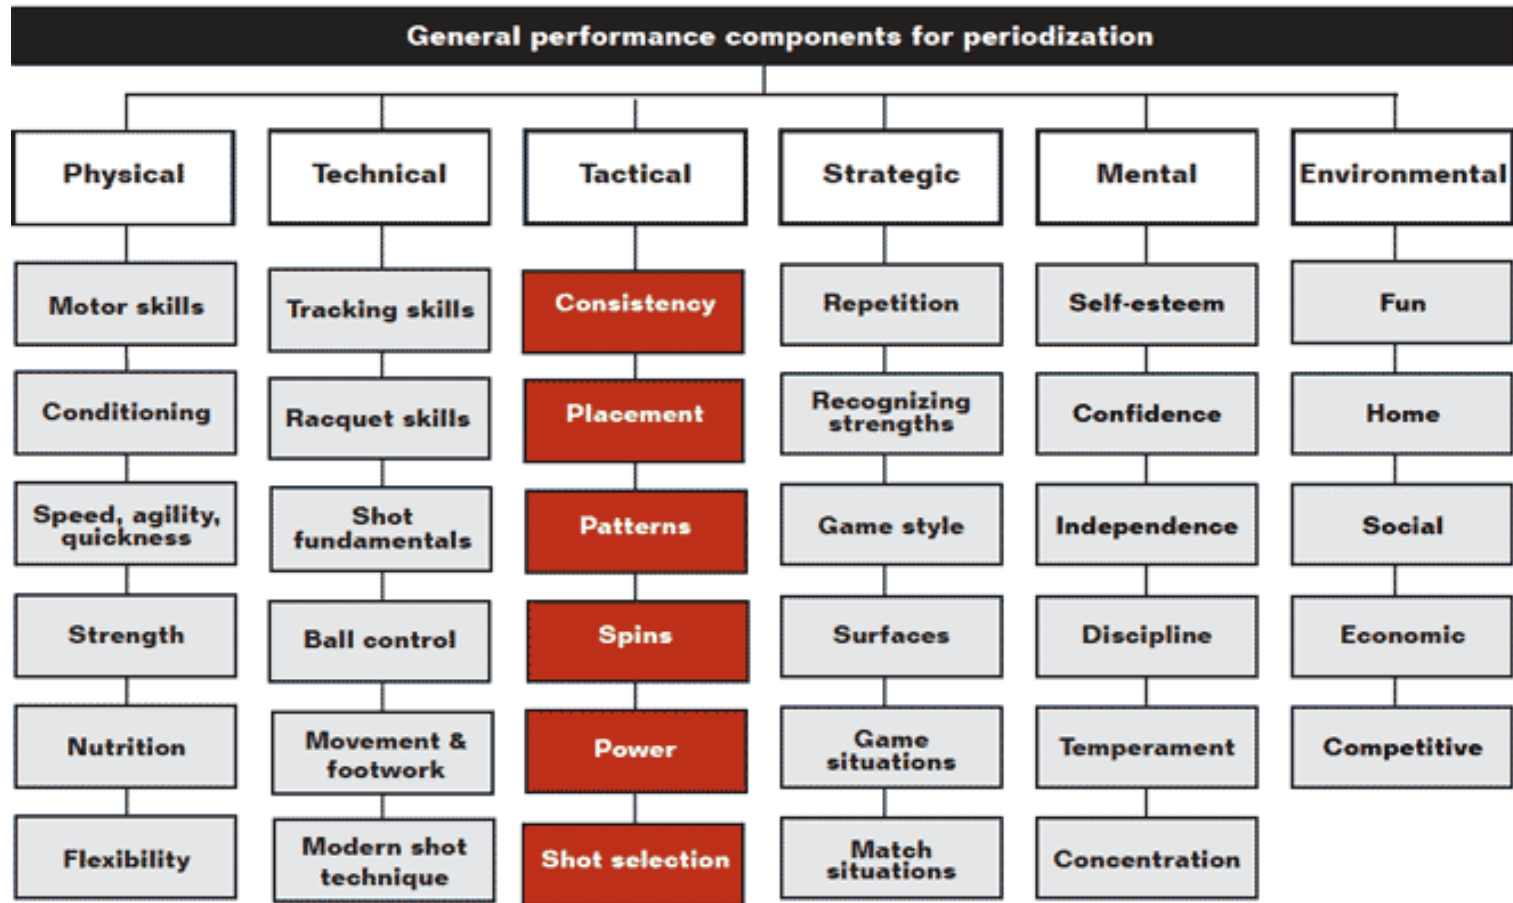 General performance components for periodization
Physical
Technical
Tactical
Strategic
Mental
Environmental
Motor skills
Tracking skills
Consistency
Repetition
Self-esteem
Fun
Conditioning
Racquet skills
Placement
Recognizing
strengths
Confidence
Home
Speed, agility,
quickness
Shot
fundamentals
Patterns
Game style
Independence
Social
Strength
Ball control
Spins
Surfaces
Discipline
Economic
Nutrition
Movement &
footwork
Power
Game
situations
Temperament
Competitive
Flexibility
Modern shot
technique
Shot selection
Match
situations
Concentration